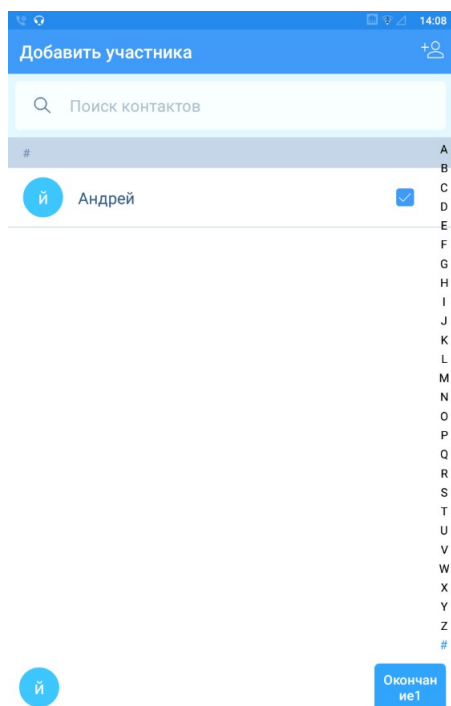 14:08
Добавить участника
Поиск контактов
#
й
Андрей
A
B
C
D
E
F
G
H
I
J
K
L
M
N
O
P
Q
R
S
T
U
V
W
X
Y
Z
#
й
Окончан
ие1